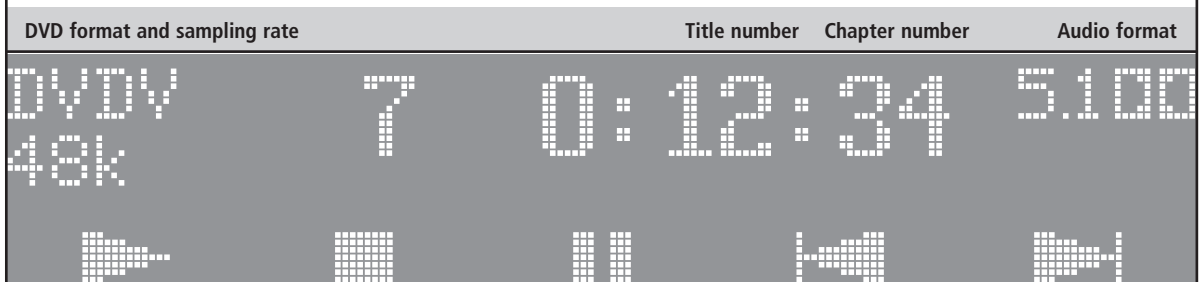 DVD format and sampling rate Title number Chapter number Audio format
DVDV 7 0:12:34 5.1DD
48k